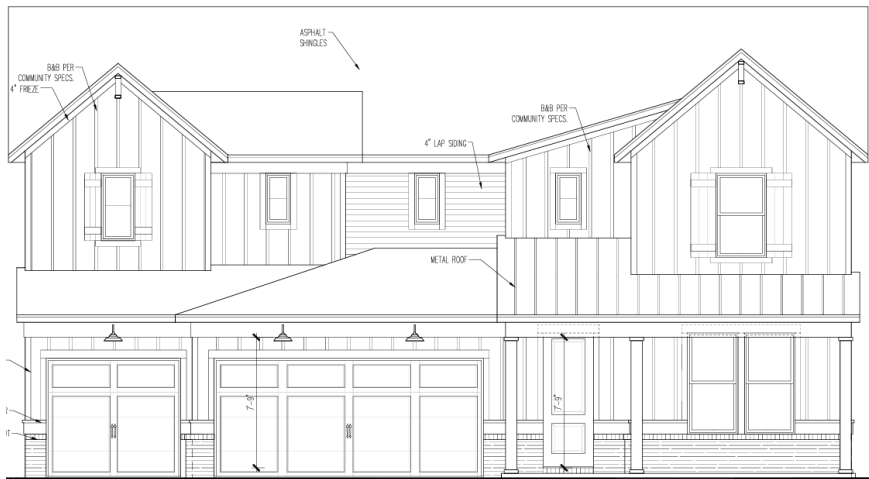 ASPHALT
SHINGLES
B&B PER
COMMUNITY SPECS.
4" FRIEZE
B&B PER
COMMUNITY SPECS.
4" LAP SIDING
METAL ROOF
7'-9"
7'-9"